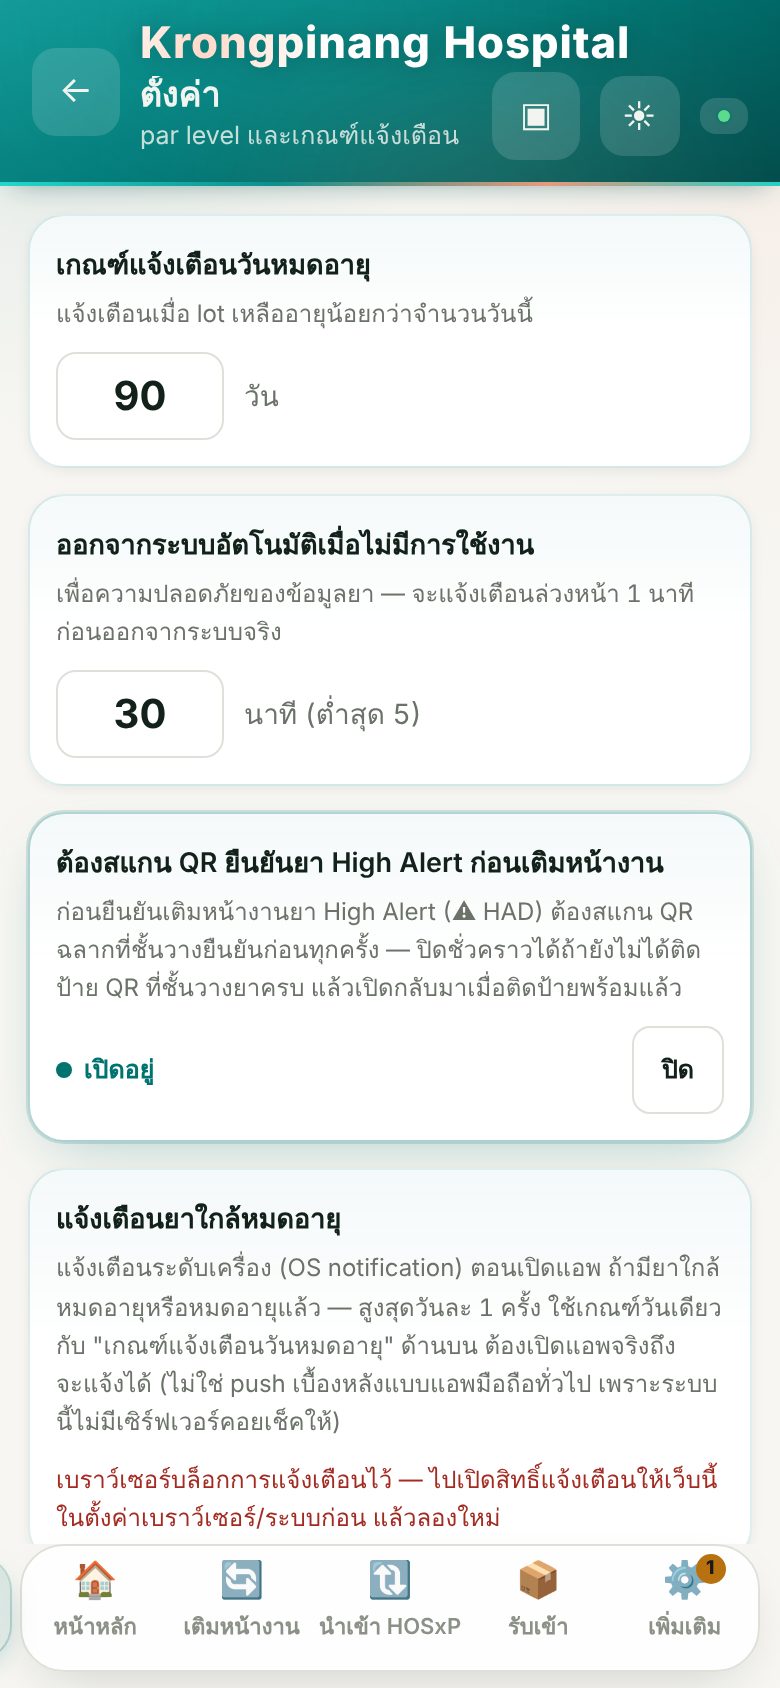 Krongpinang Hospital
ตั้งค่า
par level และเกณฑ์แจ้งเตือน
เกณฑ์แจ้งเตือนวันหมดอายุ
แจ้งเตือนเมื่อ lot เหลืออายุน้อยกว่าจำนวนวันนี้
90 วัน
ออกจากระบบอัตโนมัติเมื่อไม่มีการใช้งาน
เพื่อความปลอดภัยของข้อมูลยา — จะแจ้งเตือนล่วงหน้า 1 นาที
ก่อนออกจากระบบจริง
30 นาที (ต่ำสุด 5)
ต้องสแกน QR ยืนยันยา High Alert ก่อนเติมหน้างาน
ก่อนยืนยันเติมหน้างานยา High Alert (⚠ HAD) ต้องสแกน QR
ฉลากที่ชั้นวางยืนยันก่อนทุกครั้ง — ปิดชั่วคราวได้ถ้ายังไม่ได้ติด
ป้าย QR ที่ชั้นวางยาครบ แล้วเปิดกลับมาเมื่อติดป้ายพร้อมแล้ว
เปิดอยู่ ปิด
แจ้งเตือนยาใกล้หมดอายุ
แจ้งเตือนระดับเครื่อง (OS notification) ตอนเปิดแอพ ถ้ามียาใกล้
หมดอายุหรือหมดอายุแล้ว — สูงสุดวันละ 1 ครั้ง ใช้เกณฑ์วันเดียว
กับ "เกณฑ์แจ้งเตือนวันหมดอายุ" ด้านบน ต้องเปิดแอพจริงถึง
จะแจ้งได้ (ไม่ใช่ push เบื้องหลังแบบแอพมือถือทั่วไป เพราะระบบ
นี้ไม่มีเซิร์ฟเวอร์คอยเช็คให้)
เบราว์เซอร์บล็อกการแจ้งเตือนไว้ — ไปเปิดสิทธิ์แจ้งเตือนให้เว็บนี้
ในตั้งค่าเบราว์เซอร์/ระบบก่อน แล้วลองใหม่
1
หน้าหลัก เติมหน้างาน นำเข้า HOSxP รับเข้า เพิ่มเติม